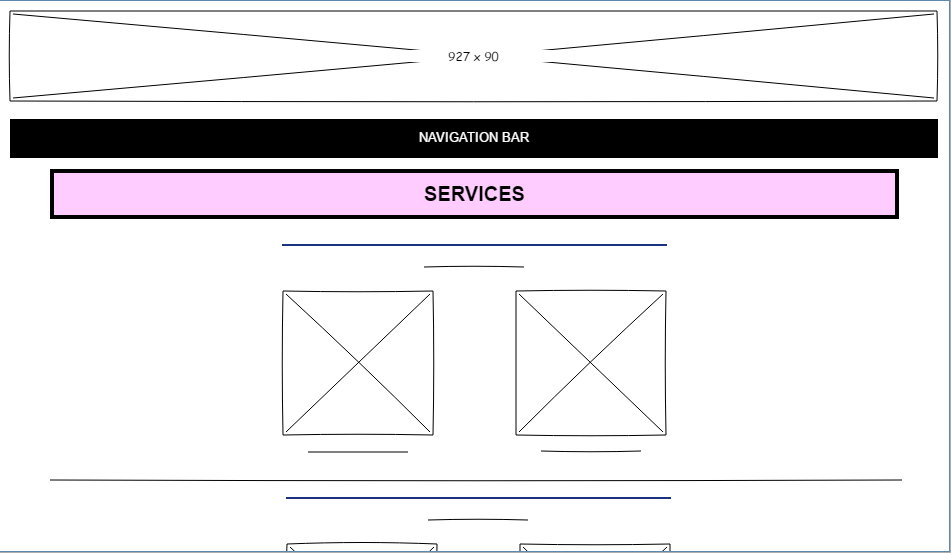 927 x 90
NAVIGATION BAR
SERVICES